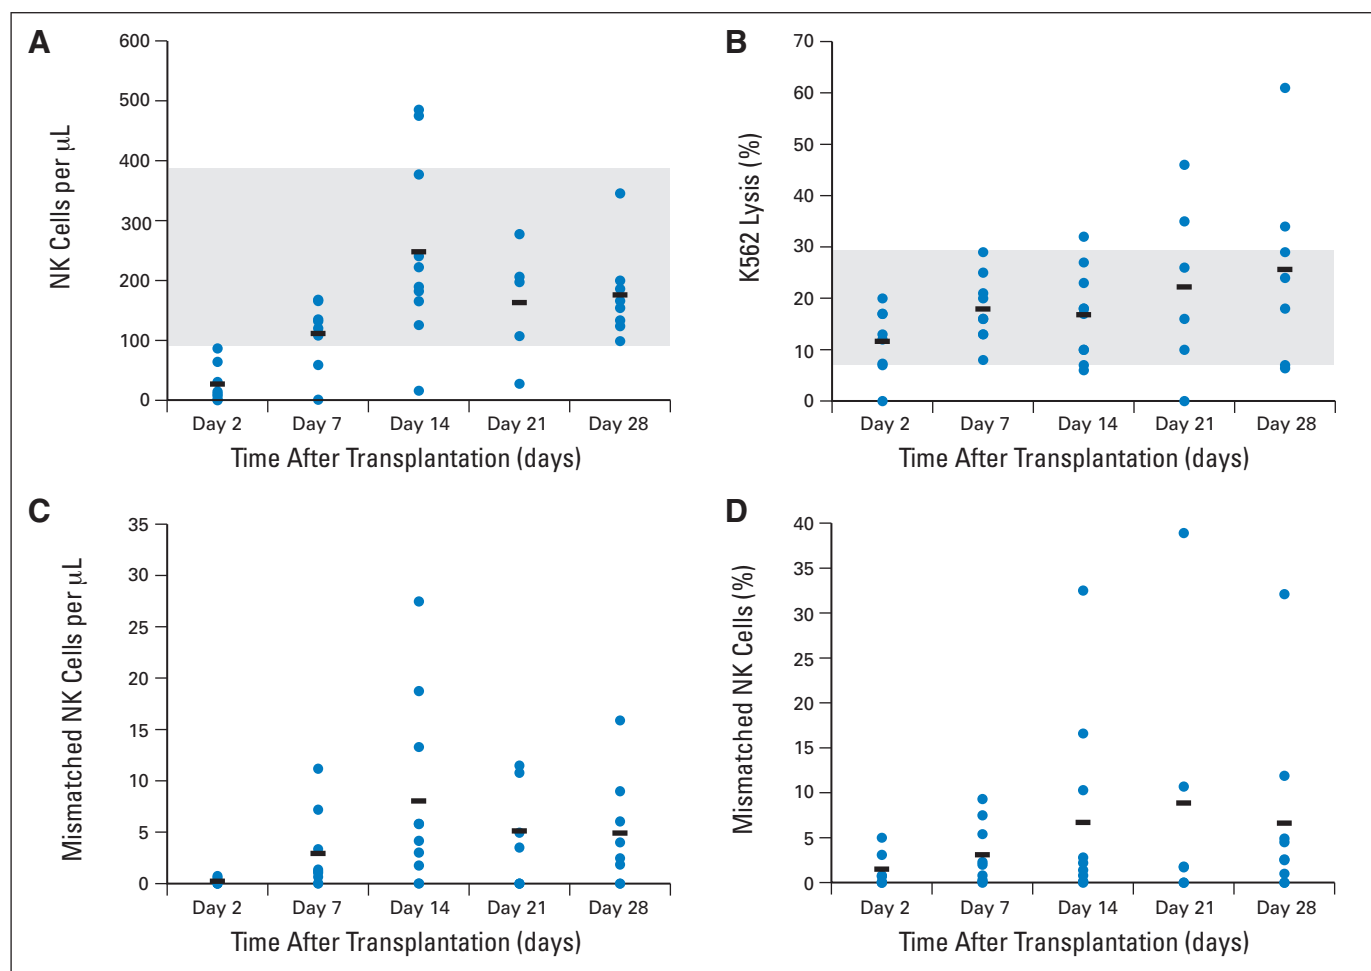 A
NK Cells per μL
600
500
400
300
200
100
0
Day 2 Day 7 Day 14 Day 21 Day 28
Time After Transplantation (days)
B
K562 Lysis (%)
70
60
50
40
30
20
10
0
Day 2 Day 7 Day 14 Day 21 Day 28
Time After Transplantation (days)
C
Mismatched NK Cells per μL
35
30
25
20
15
10
5
0
Day 2 Day 7 Day 14 Day 21 Day 28
Time After Transplantation (days)
D
Mismatched NK Cells (%)
40
35
30
25
20
15
10
5
0
Day 2 Day 7 Day 14 Day 21 Day 28
Time After Transplantation (days)